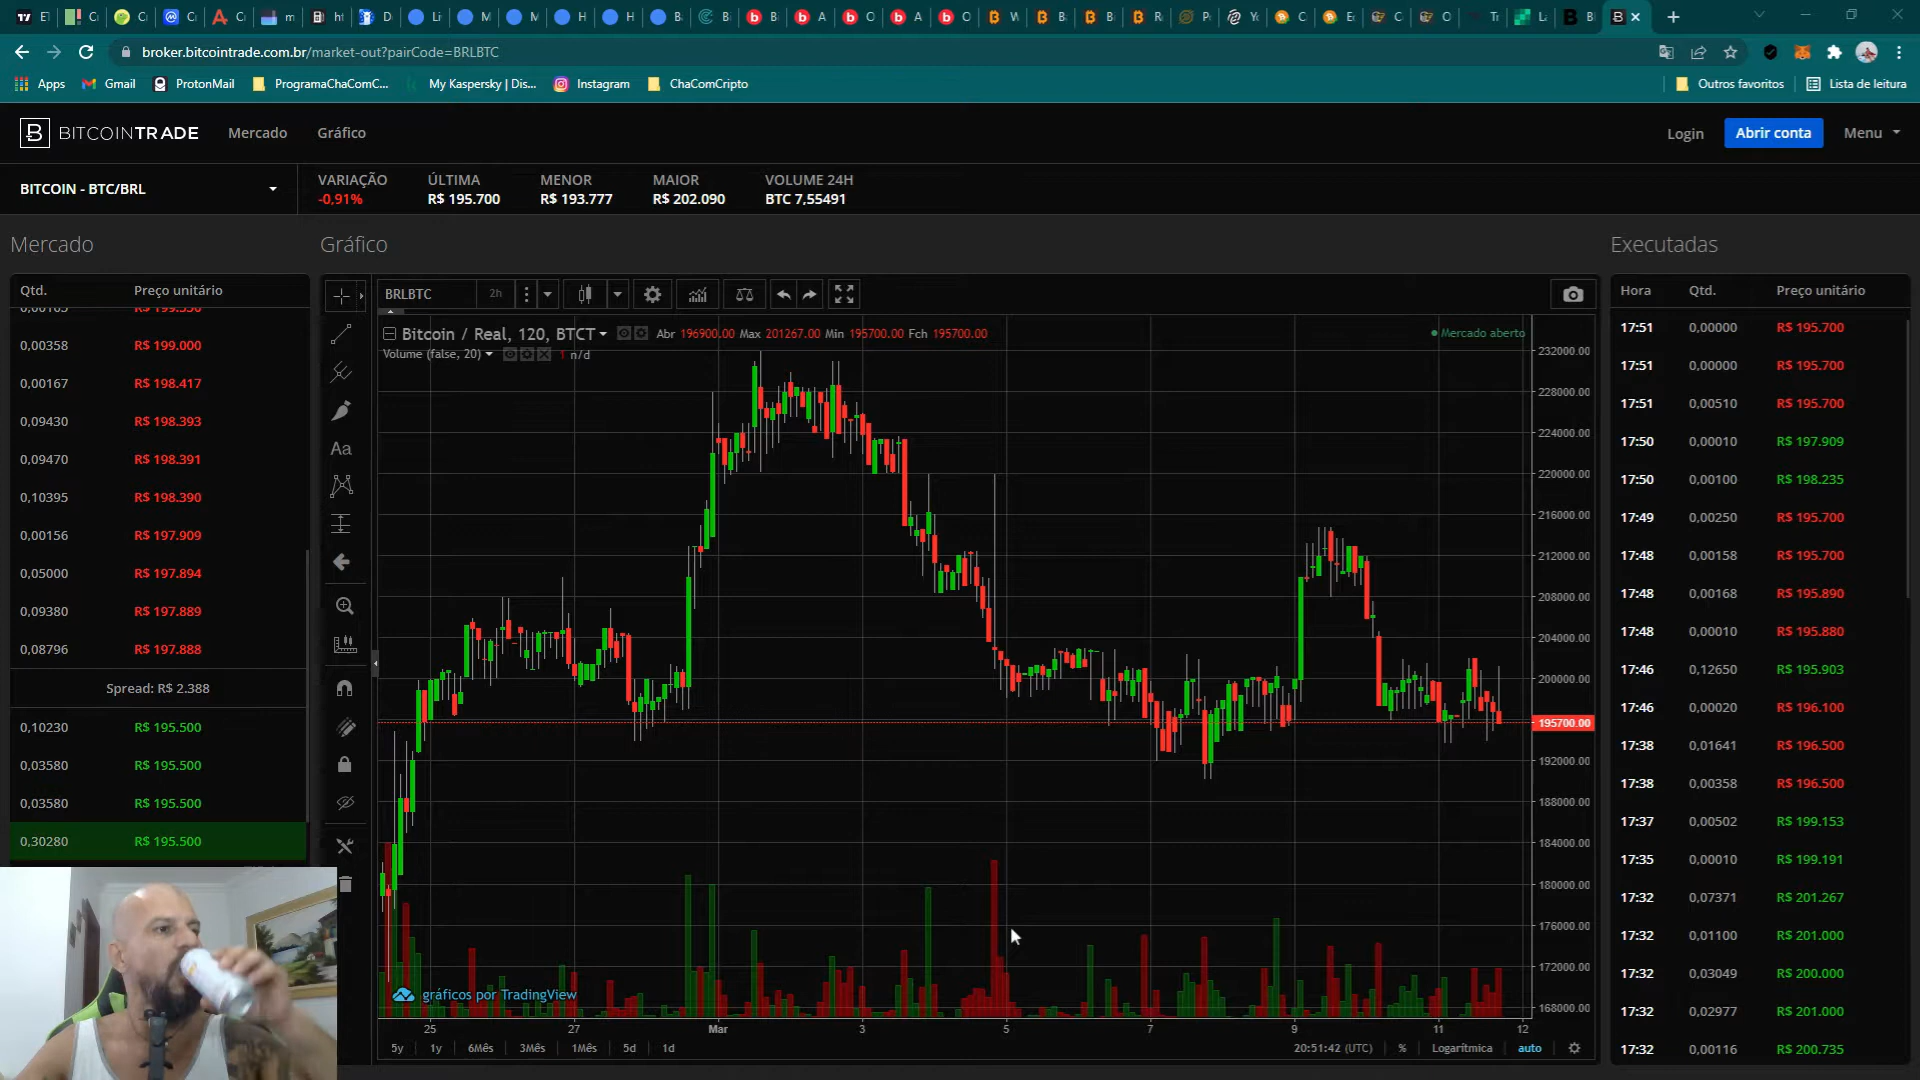 broker.bitcointrade.com.br/market-out?pairCode=BRLBTC
Apps Gmail ProtonMail ProgramaChaComC... My Kaspersky | Dis... Instagram ChaComCripto Outros favoritos Lista de leitura
BITCOINTRADE Mercado Gráfico Login Abrir conta Menu
BITCOIN - BTC/BRL
VARIAÇÃO ÚLTIMA MENOR MAIOR VOLUME 24H
-0,91% R$ 195.700 R$ 193.777 R$ 202.090 BTC 7,55491
Mercado
Qtd. Preço unitário
0,00358 R$ 199.000
0,00167 R$ 198.417
0,09430 R$ 198.393
0,09470 R$ 198.391
0,10395 R$ 198.390
0,00156 R$ 197.909
0,05000 R$ 197.894
0,09380 R$ 197.889
0,08796 R$ 197.888
Spread: R$ 2.388
0,10230 R$ 195.500
0,03580 R$ 195.500
0,03580 R$ 195.500
0,30280 R$ 195.500
Gráfico
BRLBTC 2h
Bitcoin / Real, 120, BTCT Abr 196900.00 Max 201267.00 Min 195700.00 Fch 195700.00 Mercado aberto
Volume (false, 20) 1 n/d
Aa
232000.00
228000.00
224000.00
220000.00
216000.00
212000.00
208000.00
204000.00
200000.00
195700.00
192000.00
188000.00
184000.00
180000.00
176000.00
172000.00
168000.00
gráficos por TradingView
25 27 Mar 3 5 7 9 11 12
5y 1y 6Mês 3Mês 1Mês 5d 1d 20:51:42 (UTC) % Logarítmica auto
Executadas
Hora Qtd. Preço unitário
17:51 0,00000 R$ 195.700
17:51 0,00000 R$ 195.700
17:51 0,00510 R$ 195.700
17:50 0,00010 R$ 197.909
17:50 0,00100 R$ 198.235
17:49 0,00250 R$ 195.700
17:48 0,00158 R$ 195.700
17:48 0,00168 R$ 195.890
17:48 0,00010 R$ 195.880
17:46 0,12650 R$ 195.903
17:46 0,00020 R$ 196.100
17:38 0,01641 R$ 196.500
17:38 0,00358 R$ 196.500
17:37 0,00502 R$ 199.153
17:35 0,00010 R$ 199.191
17:32 0,07371 R$ 201.267
17:32 0,01100 R$ 201.000
17:32 0,03049 R$ 200.000
17:32 0,02977 R$ 201.000
17:32 0,00116 R$ 200.735